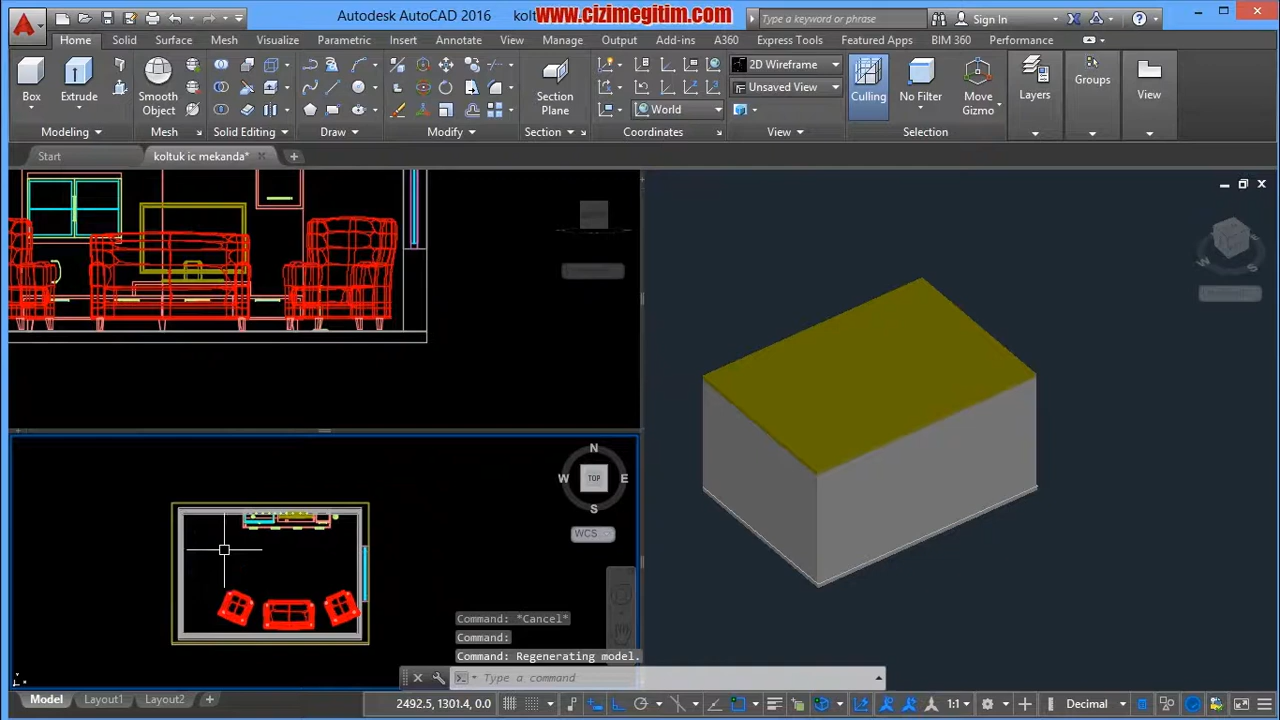 Autodesk AutoCAD 2016
www.cizimegitim.com
Type a keyword or phrase
Sign In
Home Solid Surface Mesh Visualize Parametric Insert Annotate View Manage Output Add-ins A360 Express Tools Featured Apps BIM 360 Performance
2D Wireframe
Unsaved View
World
Box Extrude Smooth Object Section Plane Culling No Filter Move Gizmo Layers Groups View
Modeling Mesh Solid Editing Draw Modify Section Coordinates View Selection
Start koltuk ic mekanda*
N
W TOP E
S
WCS
W S
Command: *Cancel*
Command:
Command: Regenerating model.
Type a command
Model Layout1 Layout2
2492.5, 1301.3, 0.0
1:1
Decimal